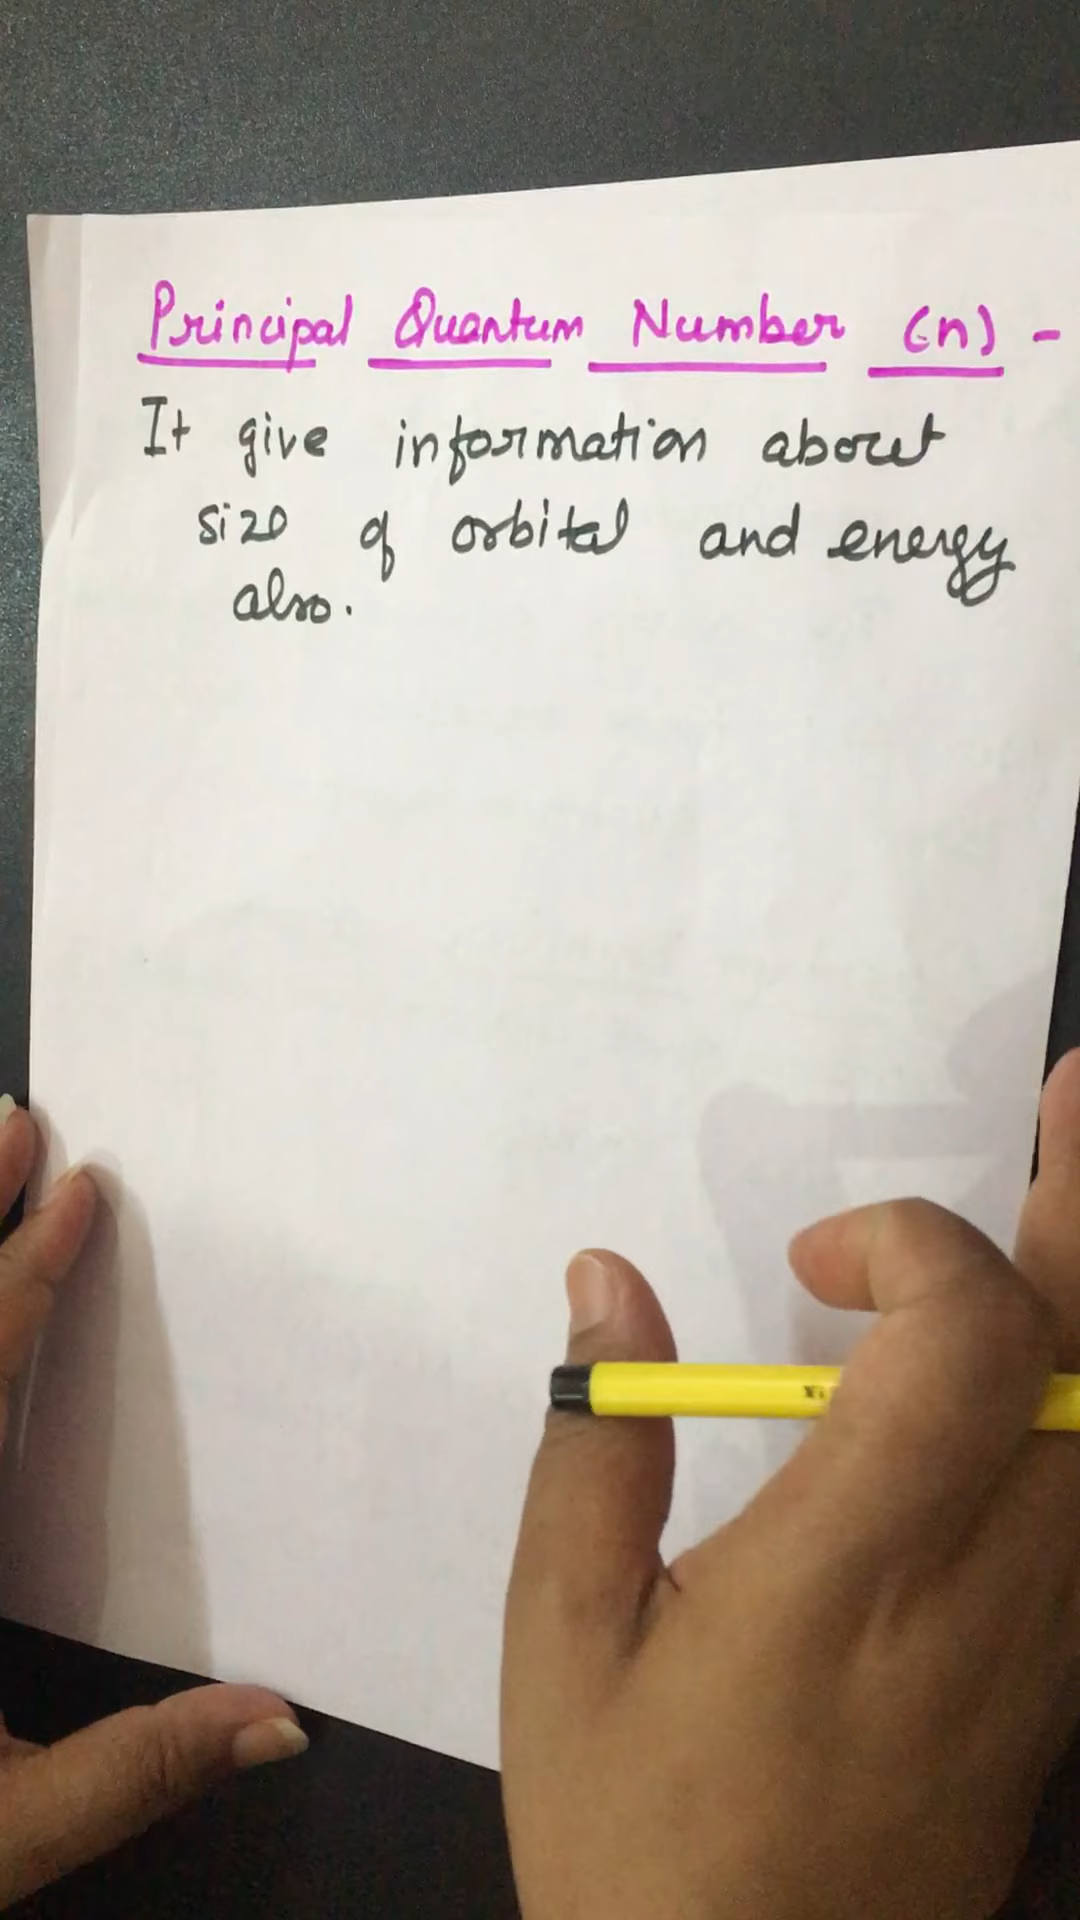 Principal Quantum Number (n) -
It give information about
size of orbital and energy
also.